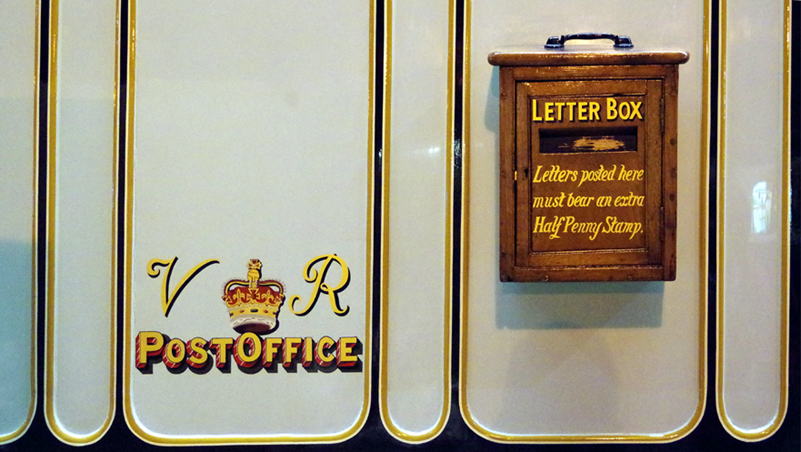 V R
POSTOFFICE
LETTER BOX
Letters posted here
must bear an extra
Half Penny Stamp.